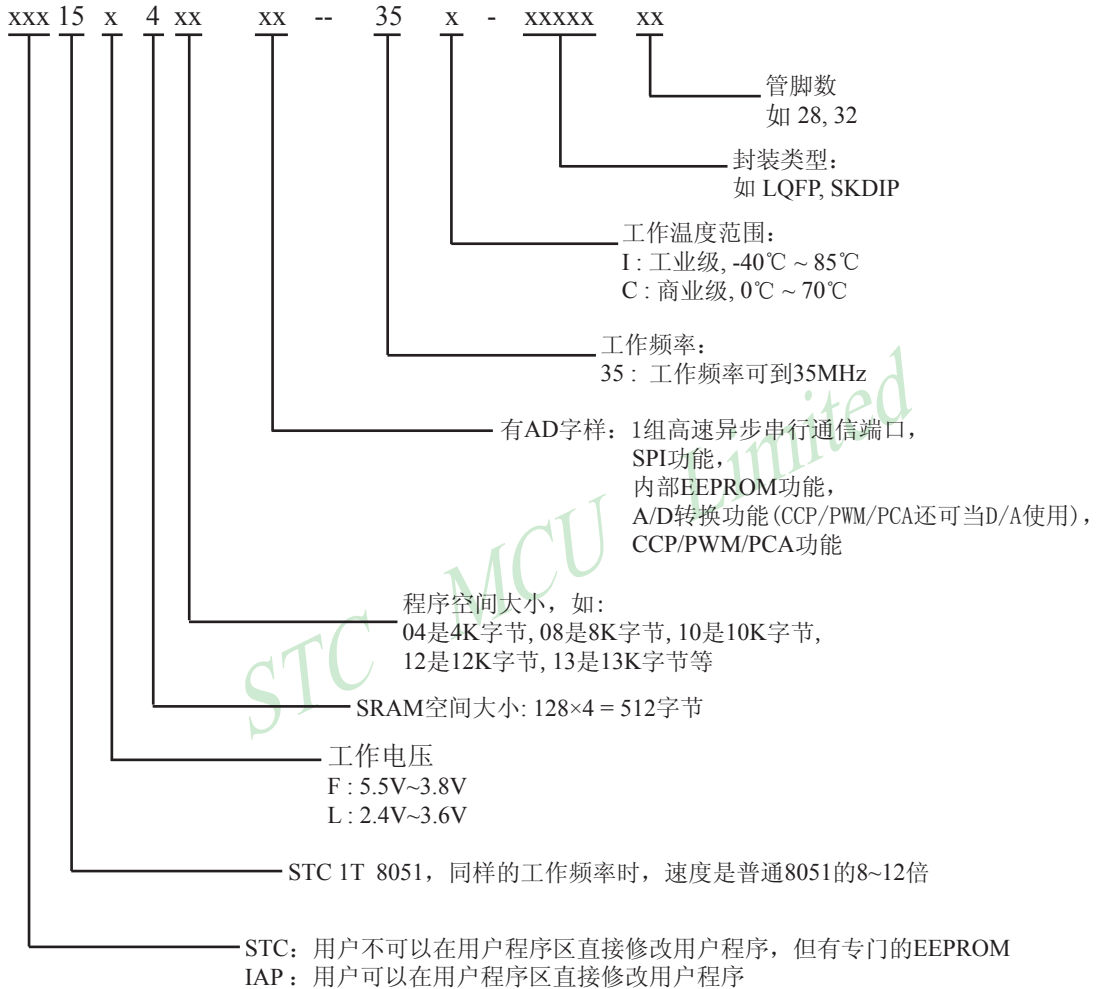 xxx 15 x 4 xx xx -- 35 x - xxxxx xx
管脚数
如 28, 32
封装类型：
如 LQFP, SKDIP
工作温度范围：
I : 工业级, -40℃ ~ 85℃
C : 商业级, 0℃ ~ 70℃
工作频率：
35 : 工作频率可到35MHz
有AD字样：1组高速异步串行通信端口，
SPI功能，
内部EEPROM功能，
A/D转换功能(CCP/PWM/PCA还可当D/A使用)，
CCP/PWM/PCA功能
程序空间大小，如:
04是4K字节, 08是8K字节, 10是10K字节,
12是12K字节, 13是13K字节等
SRAM空间大小: 128×4 = 512字节
工作电压
F : 5.5V~3.8V
L : 2.4V~3.6V
STC 1T 8051，同样的工作频率时，速度是普通8051的8~12倍
STC：用户不可以在用户程序区直接修改用户程序，但有专门的EEPROM
IAP：用户可以在用户程序区直接修改用户程序
STC MCU Limited